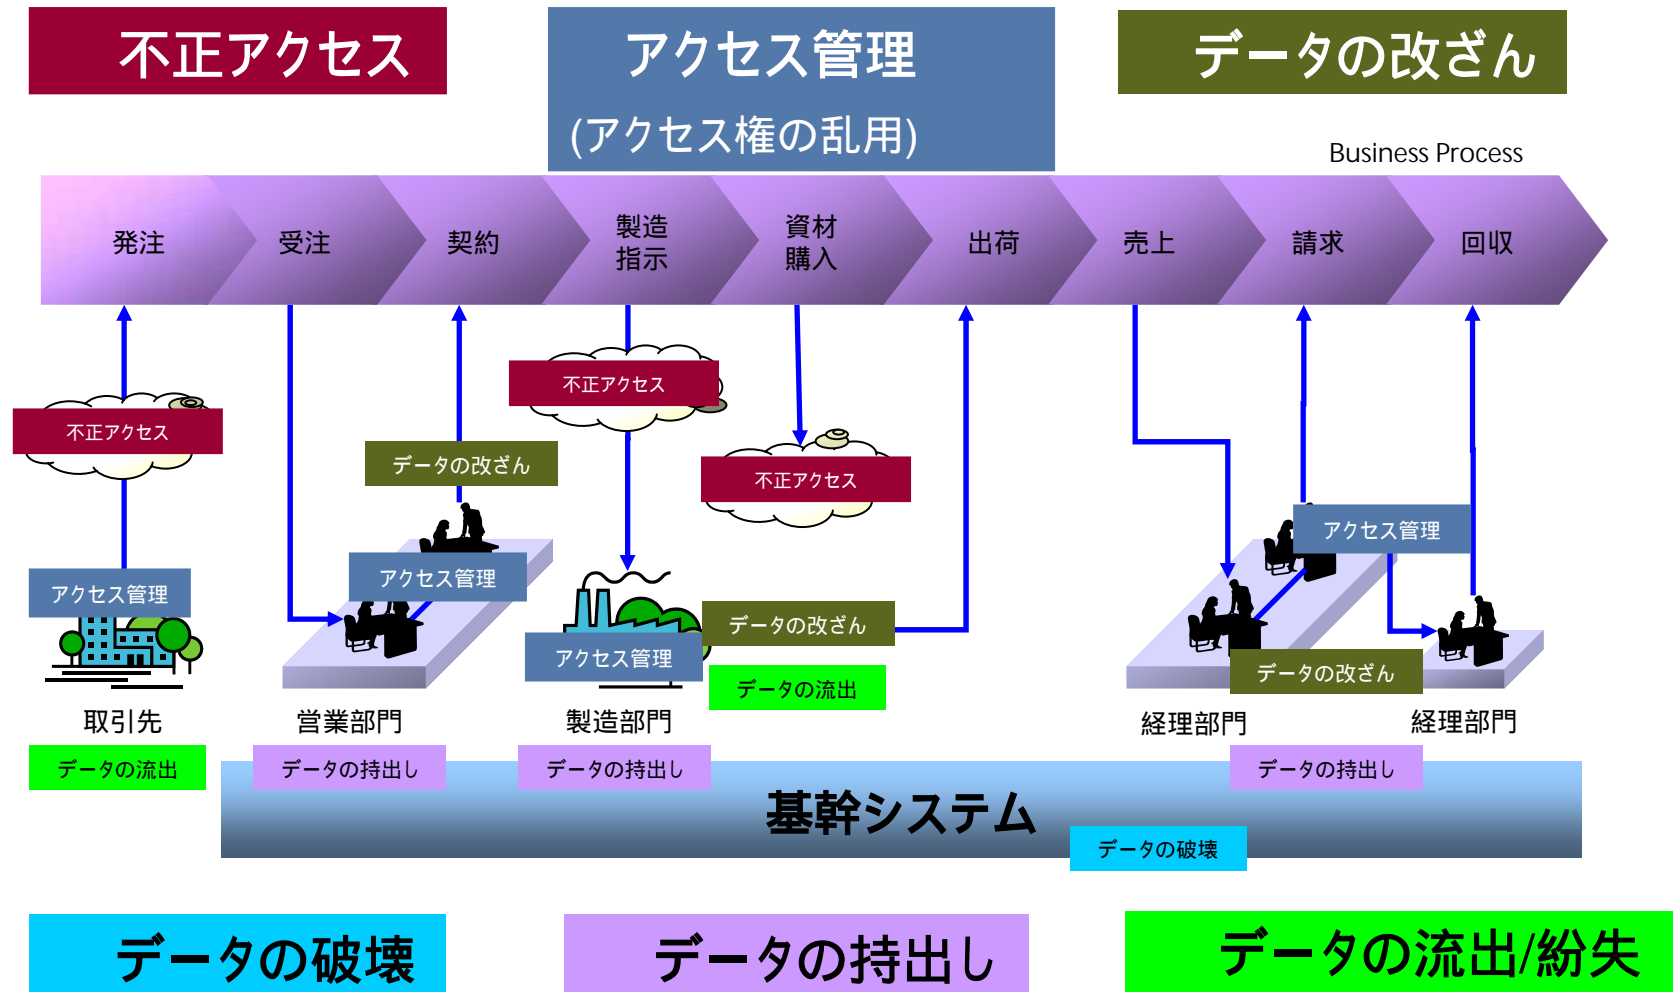 不正アクセス
アクセス管理
(アクセス権の乱用)
データの改ざん
Business Process
発注
受注
契約
製造
指示
資材
購入
出荷
売上
請求
回収
不正アクセス
不正アクセス
データの改ざん
不正アクセス
アクセス管理
アクセス管理
アクセス管理
データの改ざん
アクセス管理
データの流出
データの改ざん
取引先
営業部門
製造部門
経理部門
経理部門
データの流出
データの持出し
データの持出し
データの持出し
基幹システム
データの破壊
データの破壊
データの持出し
データの流出/紛失